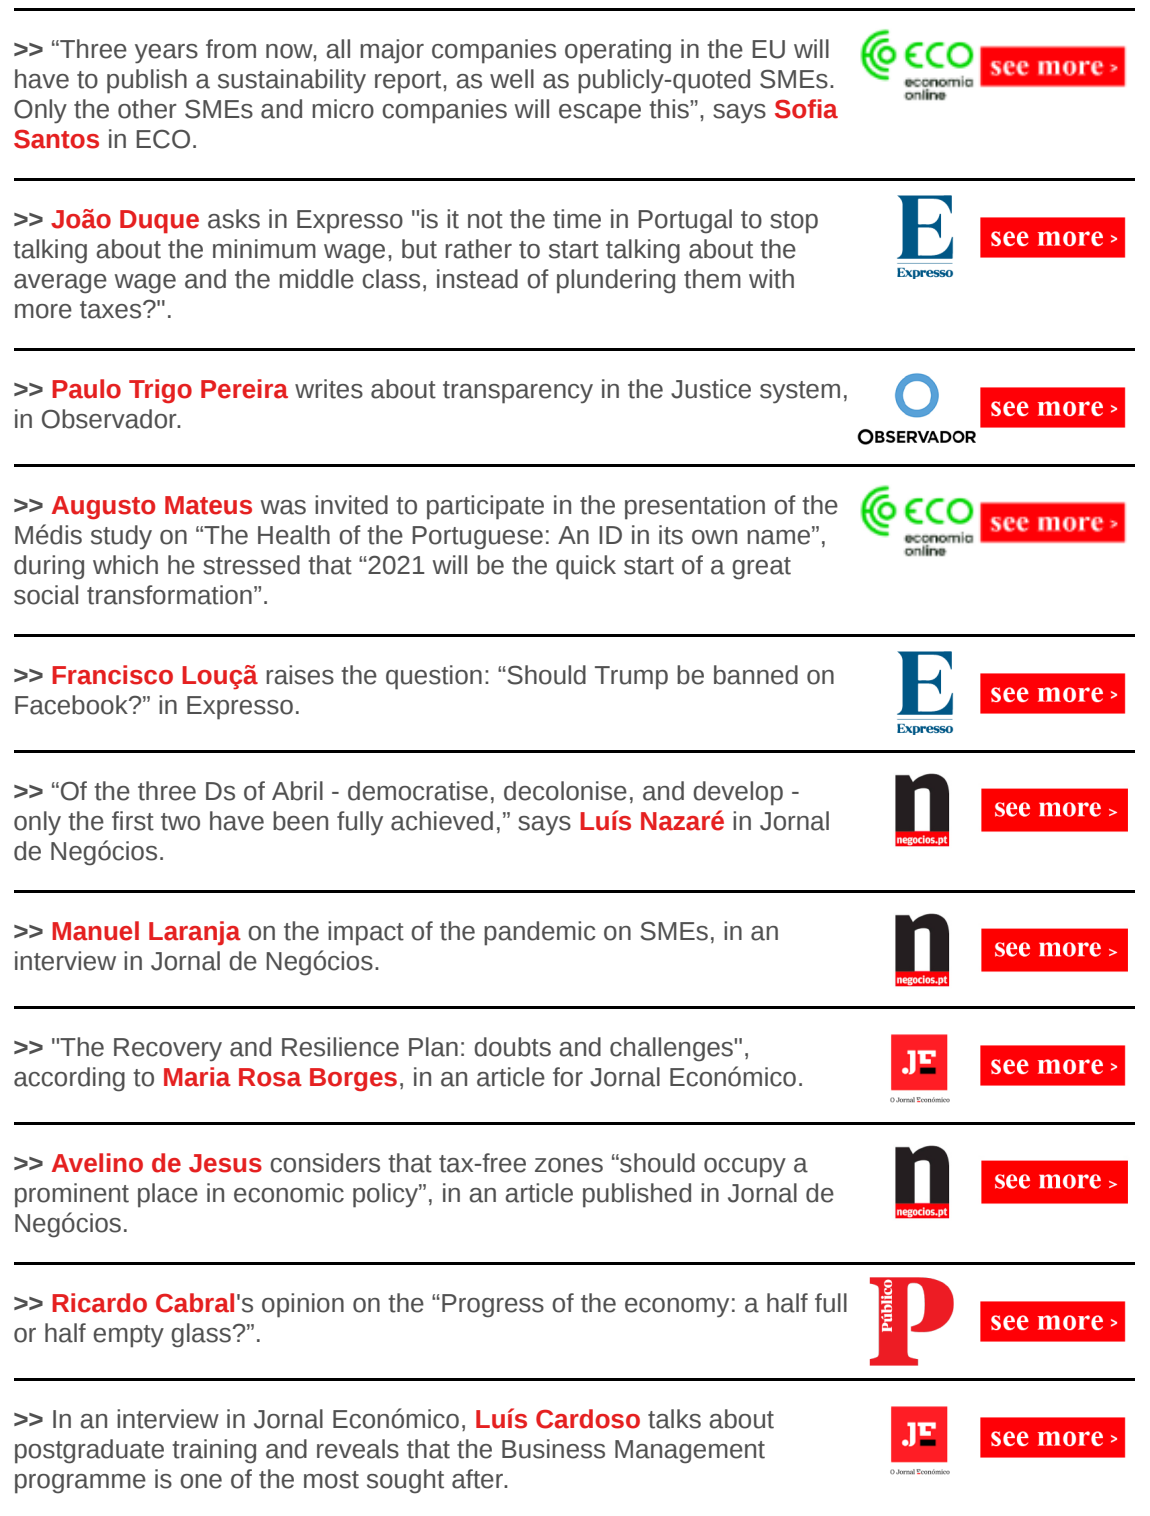 >> “Three years from now, all major companies operating in the EU will
have to publish a sustainability report, as well as publicly-quoted SMEs.
Only the other SMEs and micro companies will escape this”, says Sofia
Santos in ECO.
ECO
economia
online
see more >
>> João Duque asks in Expresso "is it not the time in Portugal to stop
talking about the minimum wage, but rather to start talking about the
average wage and the middle class, instead of plundering them with
more taxes?".
E
Expresso
see more >
>> Paulo Trigo Pereira writes about transparency in the Justice system,
in Observador.
OBSERVADOR
see more >
>> Augusto Mateus was invited to participate in the presentation of the
Médis study on “The Health of the Portuguese: An ID in its own name”,
during which he stressed that “2021 will be the quick start of a great
social transformation”.
ECO
economia
online
see more >
>> Francisco Louçã raises the question: “Should Trump be banned on
Facebook?” in Expresso.
E
Expresso
see more >
>> “Of the three Ds of Abril - democratise, decolonise, and develop -
only the first two have been fully achieved,” says Luís Nazaré in Jornal
de Negócios.
n
negocios.pt
see more >
>> Manuel Laranja on the impact of the pandemic on SMEs, in an
interview in Jornal de Negócios.
n
negocios.pt
see more >
>> "The Recovery and Resilience Plan: doubts and challenges",
according to Maria Rosa Borges, in an article for Jornal Económico.
JE
O Jornal Económico
see more >
>> Avelino de Jesus considers that tax-free zones “should occupy a
prominent place in economic policy”, in an article published in Jornal de
Negócios.
n
negocios.pt
see more >
>> Ricardo Cabral's opinion on the “Progress of the economy: a half full
or half empty glass?”.
Público
P
see more >
>> In an interview in Jornal Económico, Luís Cardoso talks about
postgraduate training and reveals that the Business Management
programme is one of the most sought after.
JE
O Jornal Económico
see more >